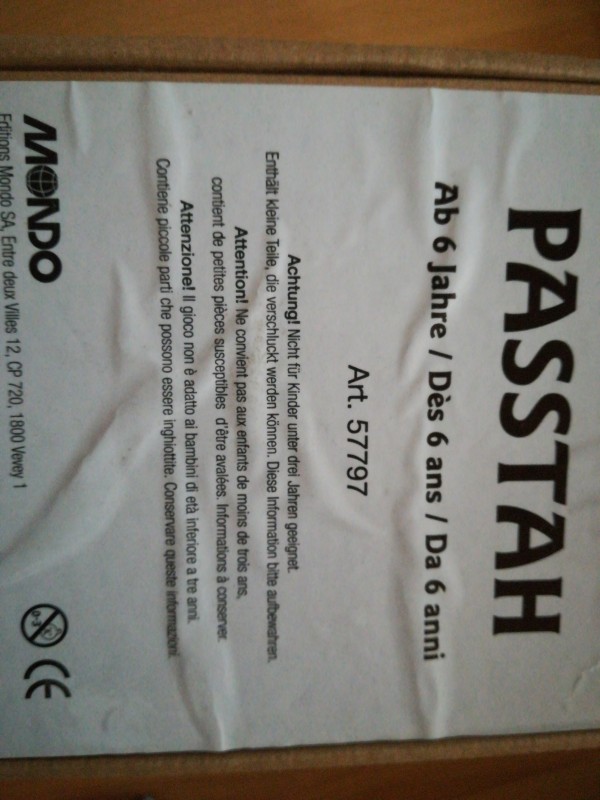 PASSTAH
Ab 6 Jahre / Dès 6 ans / Da 6 anni
Art. 57797
Achtung! Nicht für Kinder unter drei Jahren geeignet.
Enthält kleine Teile, die verschluckt werden können. Diese Information bitte aufbewahren.
Attention! Ne convient pas aux enfants de moins de trois ans,
contient de petites pièces susceptibles d'être avalées. Informations à conserver.
Attenzione! Il gioco non è adatto ai bambini di età inferiore a tre anni.
Contiene piccole parti che possono essere inghiottite. Conservare queste informazioni.
MONDO
0-3
CE
Editions Mondo SA, Entre deux Villes 12, CP 720, 1800 Vevey 1